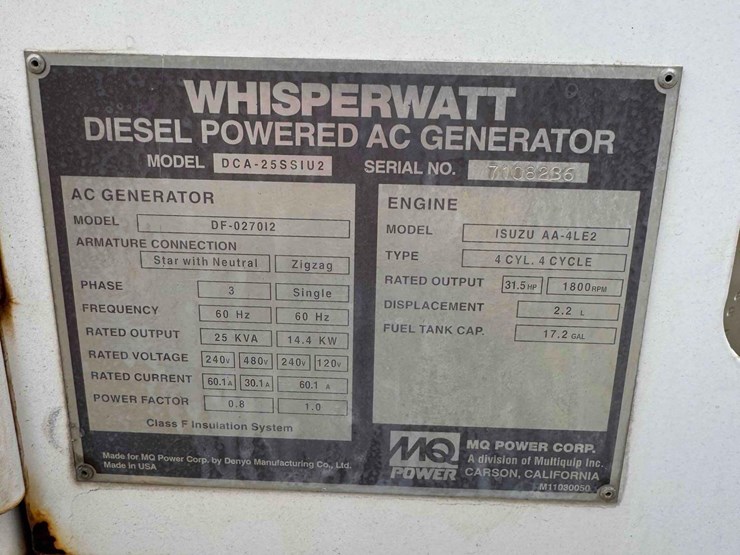 WHISPERWATT
DIESEL POWERED AC GENERATOR
MODEL DCA-25SSIU2 SERIAL NO. 7108286
AC GENERATOR
MODEL DF-0270I2
ARMATURE CONNECTION
Star with Neutral Zigzag
PHASE 3 Single
FREQUENCY 60 Hz 60 Hz
RATED OUTPUT 25 KVA 14.4 KW
RATED VOLTAGE 240V 480V 240V 120V
RATED CURRENT 60.1A 30.1A 60.1 A
POWER FACTOR 0.8 1.0
Class F Insulation System
ENGINE
MODEL ISUZU AA-4LE2
TYPE 4 CYL. 4 CYCLE
RATED OUTPUT 31.5HP 1800RPM
DISPLACEMENT 2.2 L
FUEL TANK CAP. 17.2 GAL
Made for MQ Power Corp. by Denyo Manufacturing Co., Ltd.
Made in USA
MQ
POWER
MQ POWER CORP.
A division of Multiquip Inc.
CARSON, CALIFORNIA
M11030050